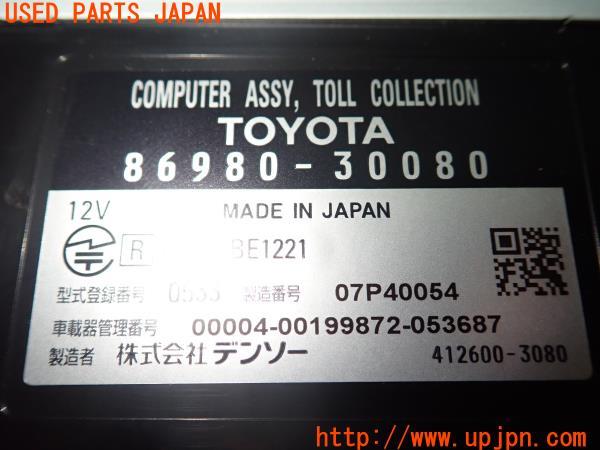 USED PARTS JAPAN
COMPUTER ASSY, TOLL COLLECTION
TOYOTA
86980-30080
12V MADE IN JAPAN
R BE1221
型式登録番号 製造番号 07P40054
車載器管理番号 00004-00199872-053687
製造者 株式会社 デンソー 412600-3080
Copyright(C) www.upjpn.com